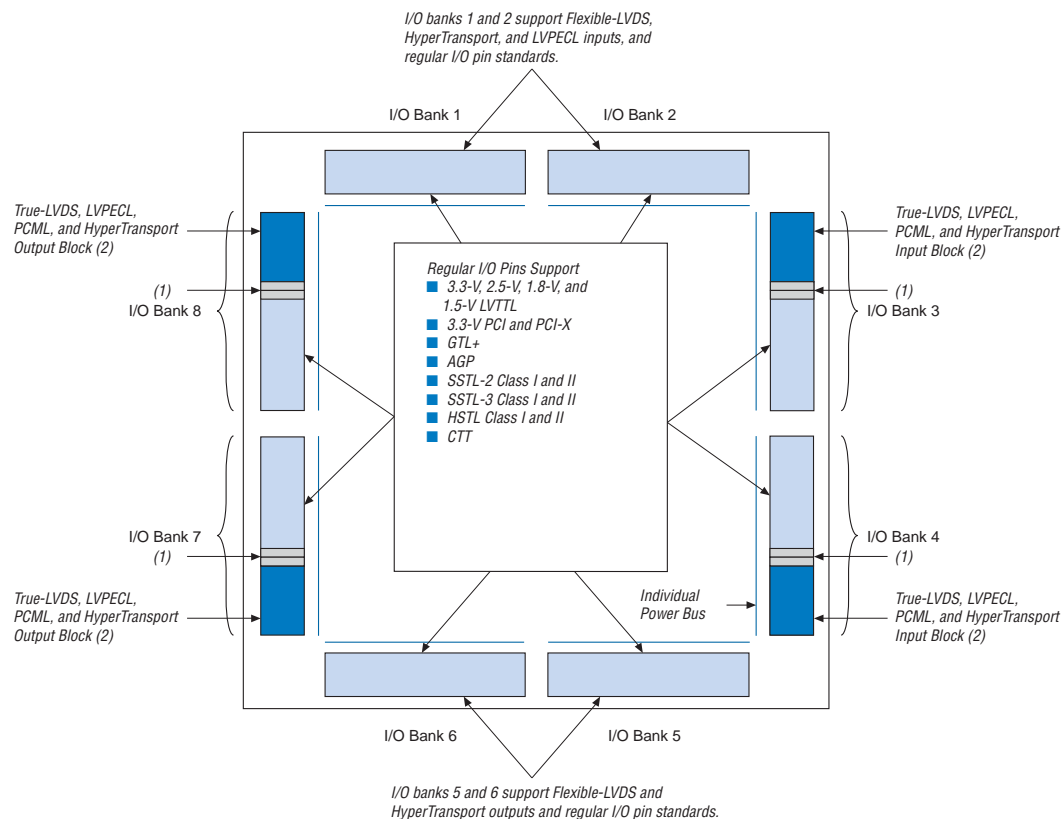 I/O banks 1 and 2 support Flexible-LVDS,
HyperTransport, and LVPECL inputs, and
regular I/O pin standards.
I/O Bank 1
I/O Bank 2
True-LVDS, LVPECL,
PCML, and HyperTransport
Output Block (2)
(1)
I/O Bank 8
True-LVDS, LVPECL,
PCML, and HyperTransport
Input Block (2)
(1)
I/O Bank 3
Regular I/O Pins Support
■ 3.3-V, 2.5-V, 1.8-V, and
1.5-V LVTTL
■ 3.3-V PCI and PCI-X
■ GTL+
■ AGP
■ SSTL-2 Class I and II
■ SSTL-3 Class I and II
■ HSTL Class I and II
■ CTT
I/O Bank 7
(1)
True-LVDS, LVPECL,
PCML, and HyperTransport
Output Block (2)
I/O Bank 4
(1)
True-LVDS, LVPECL,
PCML, and HyperTransport
Input Block (2)
Individual
Power Bus
I/O Bank 6
I/O Bank 5
I/O banks 5 and 6 support Flexible-LVDS and
HyperTransport outputs and regular I/O pin standards.